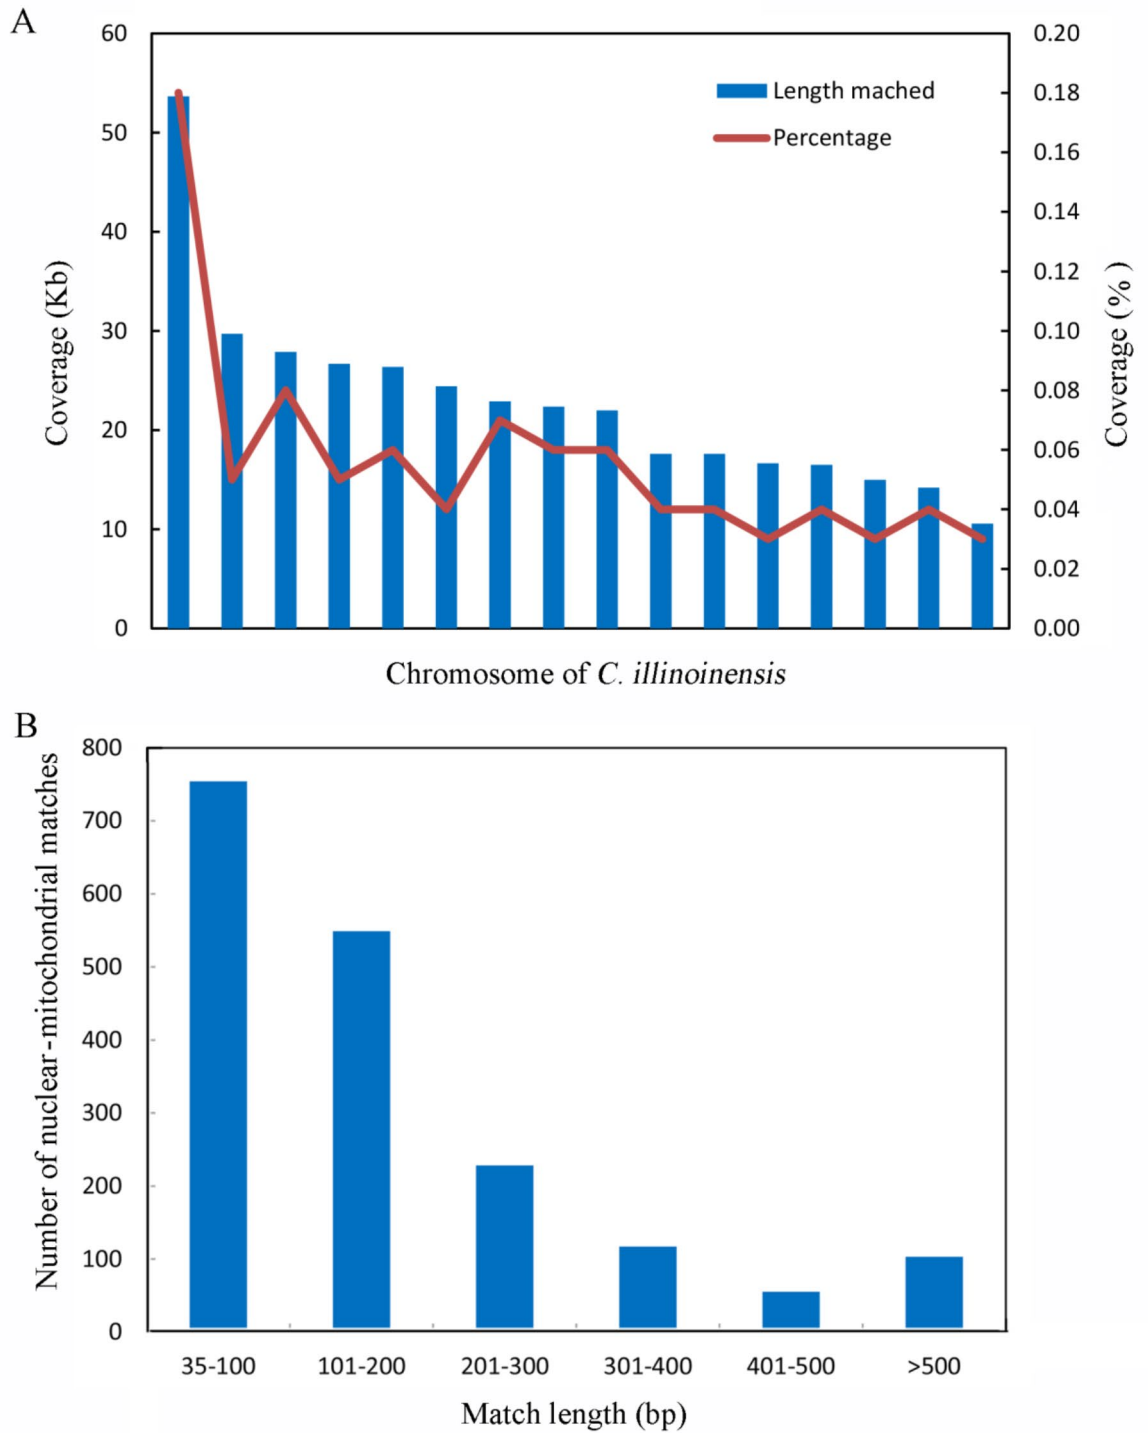 A
60
50
40
30
20
10
0
Coverage (Kb)
Length mached
Percentage
0.20
0.18
0.16
0.14
0.12
0.10
0.08
0.06
0.04
0.02
0.00
Coverage (%)
Chromosome of C. illinoinensis
B
800
700
600
500
400
300
200
100
0
Number of nuclear-mitochondrial matches
35-100 101-200 201-300 301-400 401-500 >500
Match length (bp)